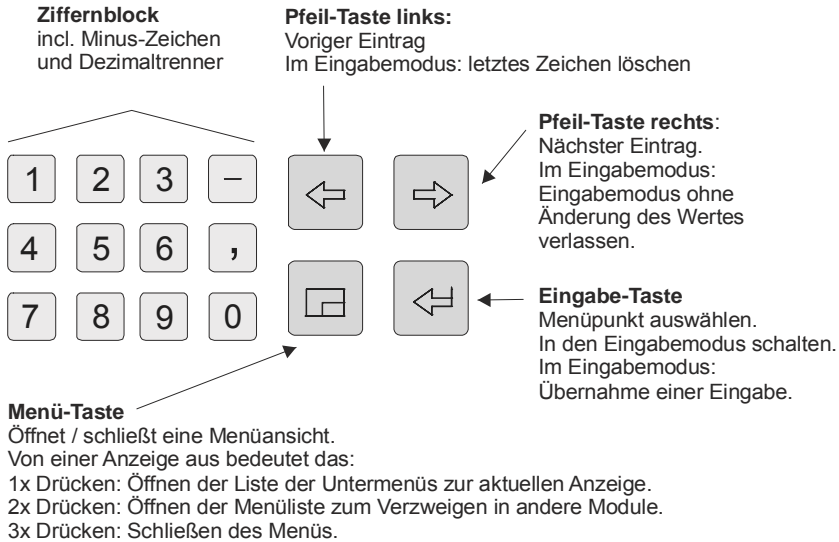 Ziffernblock
incl. Minus-Zeichen
und Dezimaltrenner
Pfeil-Taste links:
Voriger Eintrag
Im Eingabemodus: letztes Zeichen löschen
Pfeil-Taste rechts:
Nächster Eintrag.
Im Eingabemodus:
Eingabemodus ohne
Änderung des Wertes
verlassen.
1 2 3 –
4 5 6 ,
7 8 9 0
Eingabe-Taste
Menüpunkt auswählen.
In den Eingabemodus schalten.
Im Eingabemodus:
Übernahme einer Eingabe.
Menü-Taste
Öffnet / schließt eine Menüansicht.
Von einer Anzeige aus bedeutet das:
1x Drücken: Öffnen der Liste der Untermenüs zur aktuellen Anzeige.
2x Drücken: Öffnen der Menüliste zum Verzweigen in andere Module.
3x Drücken: Schließen des Menüs.